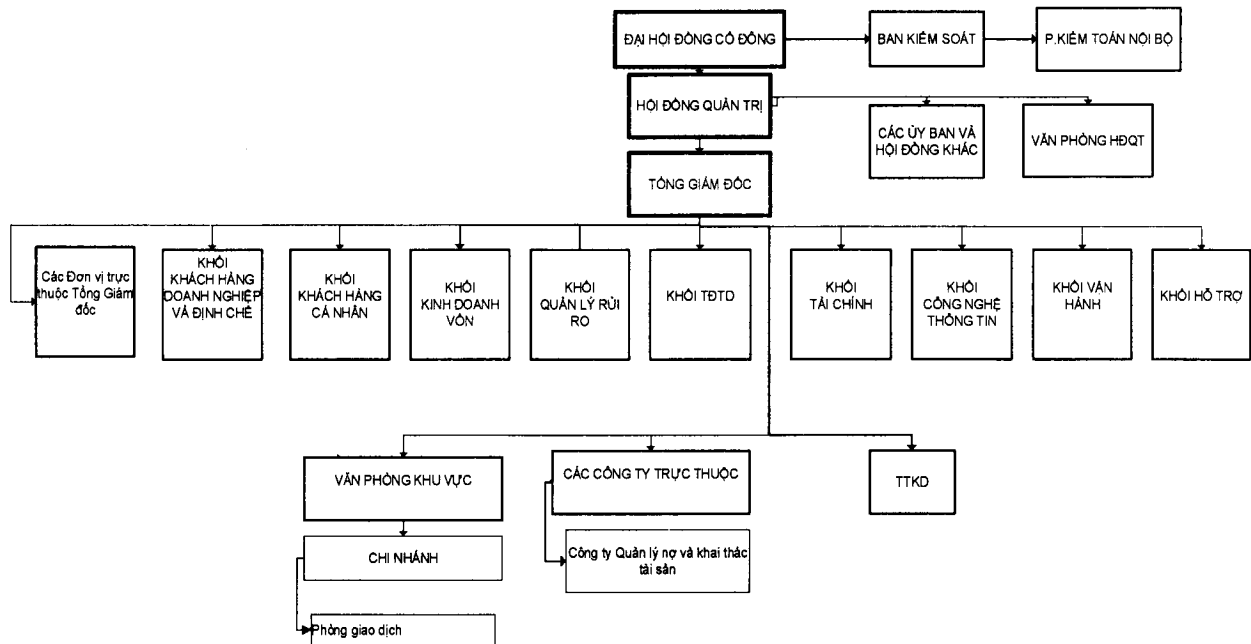 ĐẠI HỘI ĐỒNG CỔ ĐÔNG
BAN KIỂM SOÁT
P.KIỂM TOÁN NỘI BỘ
HỘI ĐỒNG QUẢN TRỊ
CÁC ỦY BAN VÀ
HỘI ĐỒNG KHÁC
VĂN PHÒNG HĐQT
TỔNG GIÁM ĐỐC
Các Đơn vị trực
thuộc Tổng Giám
đốc
KHỐI
KHÁCH HÀNG
DOANH NGHIỆP
VÀ ĐỊNH CHẾ
KHỐI
KHÁCH HÀNG
CÁ NHÂN
KHỐI
KINH DOANH
VỐN
KHỐI
QUẢN LÝ RỦI
RO
KHỐI TĐTD
KHỐI
TÀI CHÍNH
KHỐI
CÔNG NGHỆ
THÔNG TIN
KHỐI VẬN
HÀNH
KHỐI HỖ TRỢ
VĂN PHÒNG KHU VỰC
CÁC CÔNG TY TRỰC THUỘC
TTKD
CHI NHÁNH
Công ty Quản lý nợ và khai thác
tài sản
Phòng giao dịch